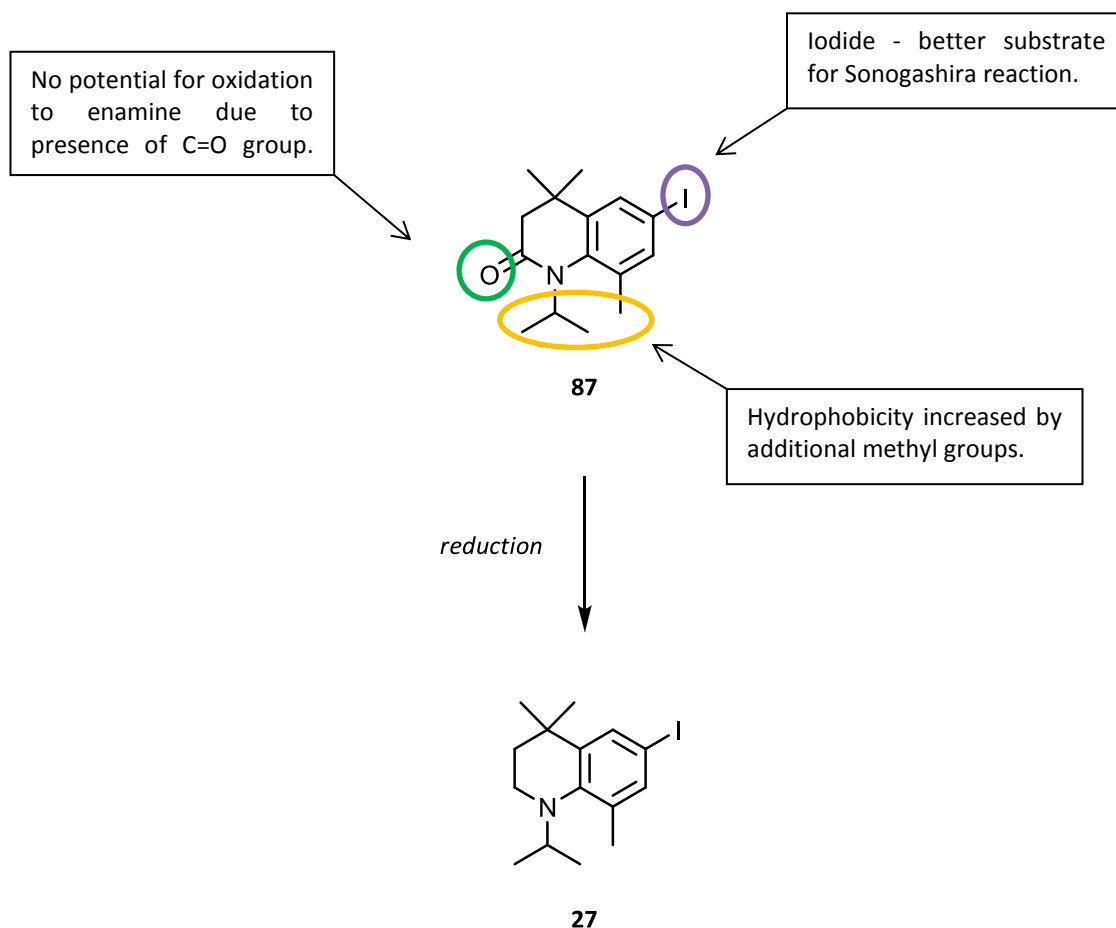 Iodide - better substrate
for Sonogashira reaction.
No potential for oxidation
to enamine due to
presence of C=O group.
I
O
N
87
Hydrophobicity increased by
additional methyl groups.
reduction
I
N
27